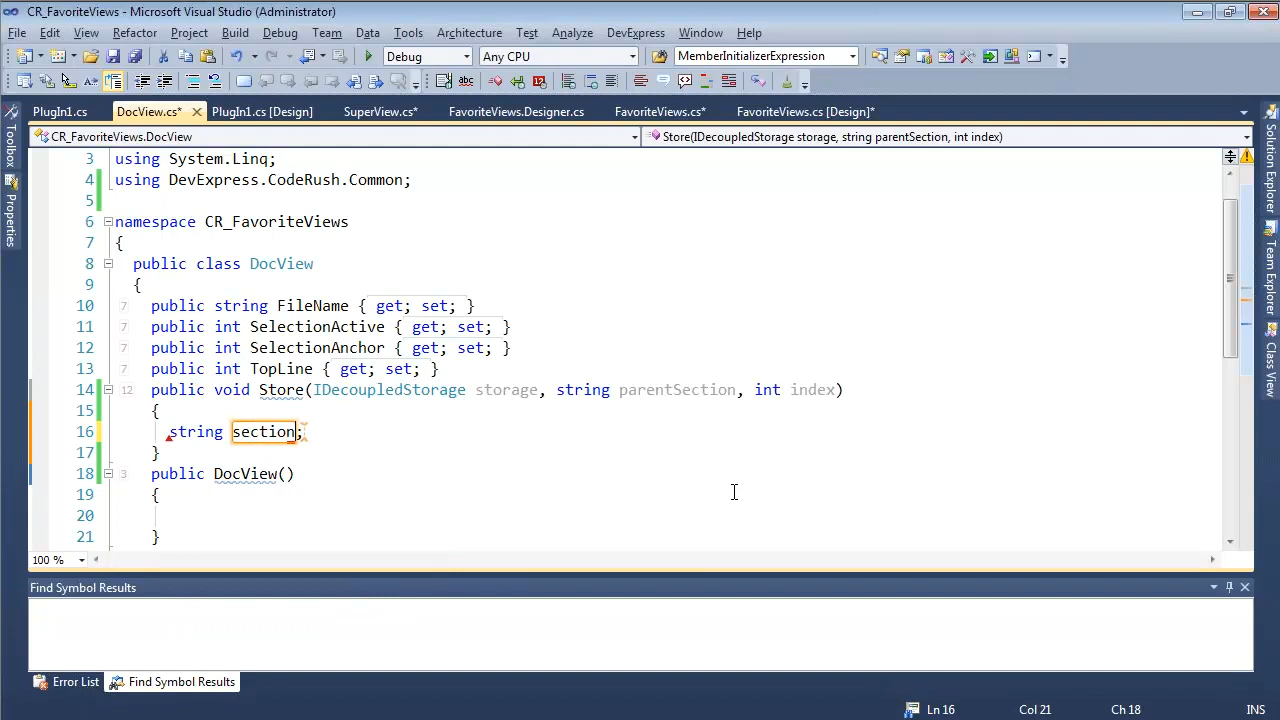 CR_FavoriteViews - Microsoft Visual Studio (Administrator)
File Edit View Refactor Project Build Debug Team Data Tools Architecture Test Analyze DevExpress Window Help
Debug Any CPU MemberInitializerExpression
PlugIn1.cs DocView.cs* PlugIn1.cs [Design] SuperView.cs* FavoriteViews.Designer.cs FavoriteViews.cs* FavoriteViews.cs [Design]*
CR_FavoriteViews.DocView Store(IDecoupledStorage storage, string parentSection, int index)
Toolbox
Properties
Solution Explorer
Team Explorer
Class View
3 using System.Linq;
4 using DevExpress.CodeRush.Common;
5
6 namespace CR_FavoriteViews
7 {
8 public class DocView
9 {
10 7 public string FileName { get; set; }
11 7 public int SelectionActive { get; set; }
12 7 public int SelectionAnchor { get; set; }
13 7 public int TopLine { get; set; }
14 12 public void Store(IDecoupledStorage storage, string parentSection, int index)
15 {
16 string section;
17 }
18 3 public DocView()
19 {
20
21 }
100 %
Find Symbol Results
Error List Find Symbol Results
Ln 16 Col 21 Ch 18 INS